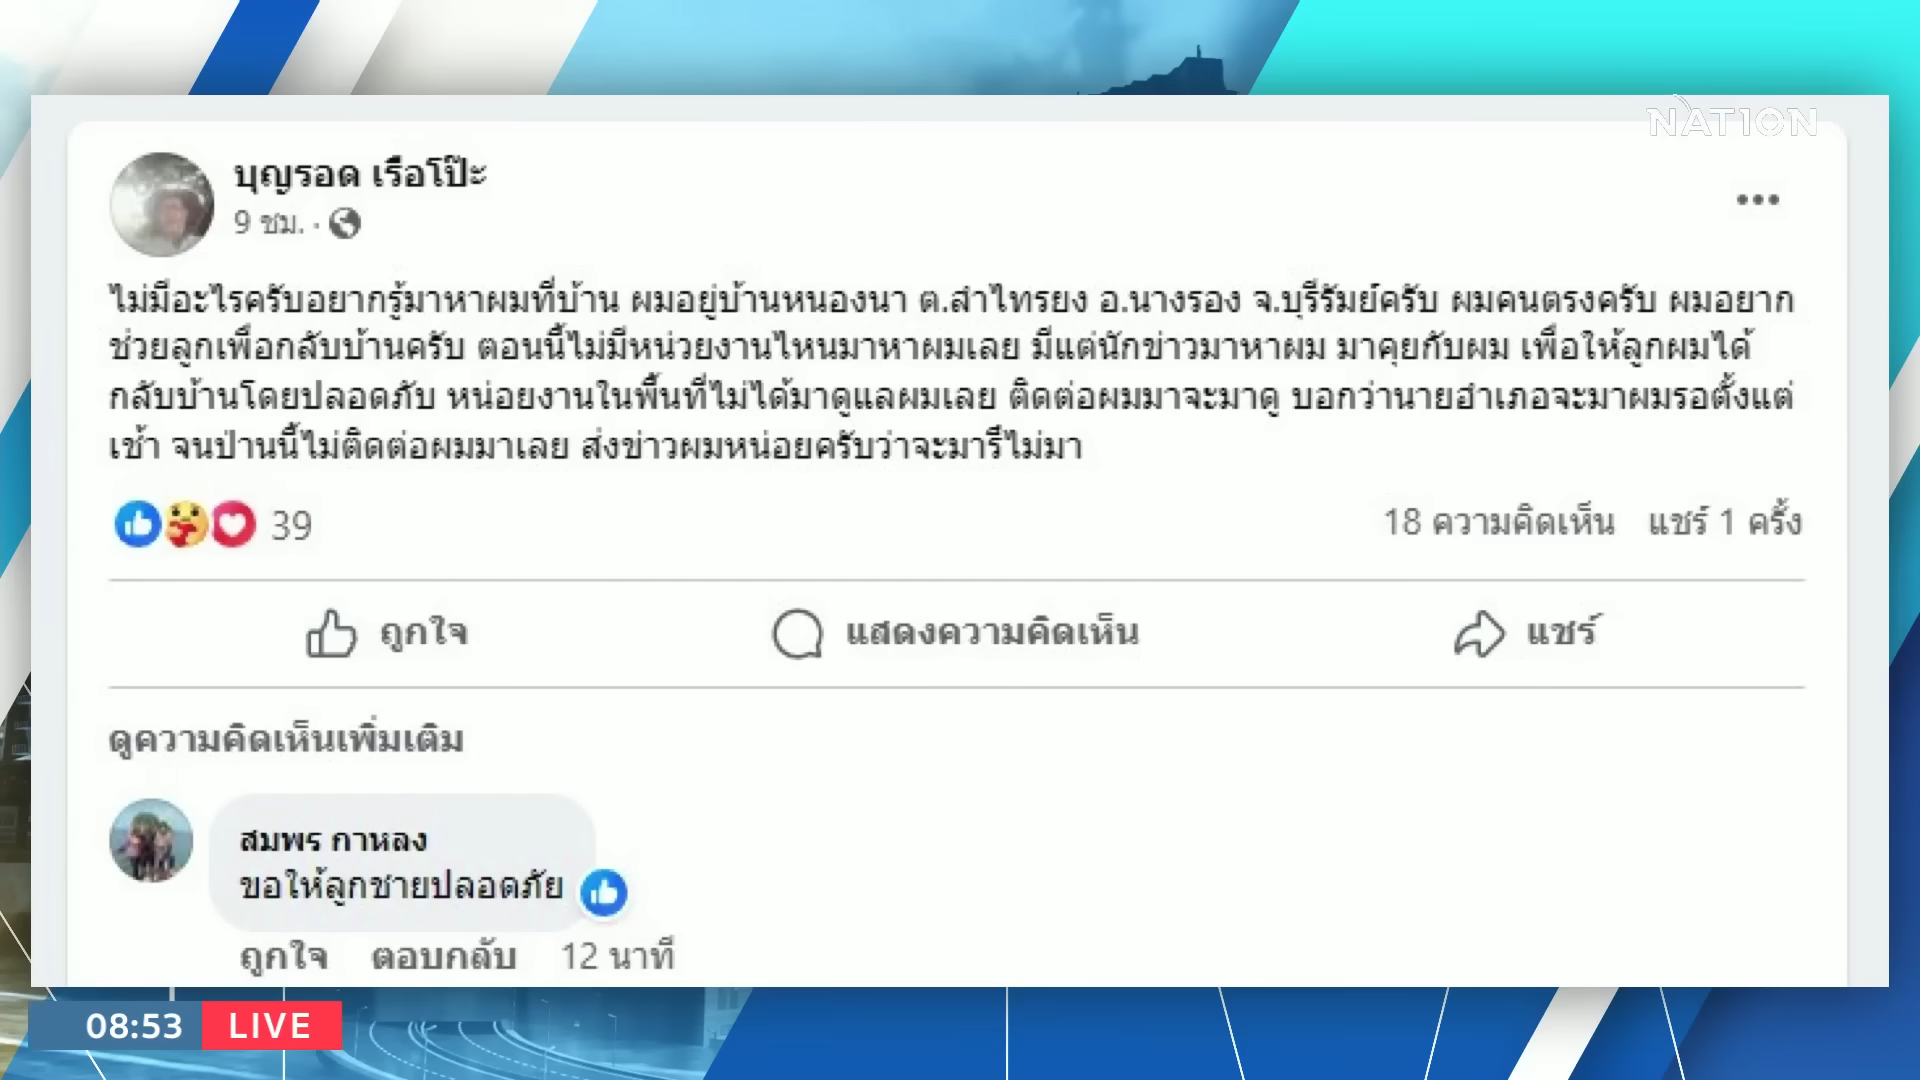 NATION
บุญรอด เรือโป๊ะ
9 ชม. ·
ไม่มีอะไรครับอยากรู้มาหาผมที่บ้าน ผมอยู่บ้านหนองนา ต.สำไทรยง อ.นางรอง จ.บุรีรัมย์ครับ ผมคนตรงครับ ผมอยาก
ช่วยลูกเพื่อกลับบ้านครับ ตอนนี้ไม่มีหน่วยงานไหนมาหาผมเลย มีแต่นักข่าวมาหาผม มาคุยกับผม เพื่อให้ลูกผมได้
กลับบ้านโดยปลอดภับ หน่อยงานในพื้นที่ไม่ได้มาดูแลผมเลย ติดต่อผมมาจะมาดู บอกว่านายอำเภอจะมาผมรอตั้งแต่
เช้า จนป่านนี้ไม่ติดต่อผมมาเลย ส่งข่าวผมหน่อยครับว่าจะมารึไม่มา
39 18 ความคิดเห็น แชร์ 1 ครั้ง
ถูกใจ แสดงความคิดเห็น แชร์
ดูความคิดเห็นเพิ่มเติม
สมพร กาหลง
ขอให้ลูกชายปลอดภัย
ถูกใจ ตอบกลับ 12 นาที
08:53 LIVE